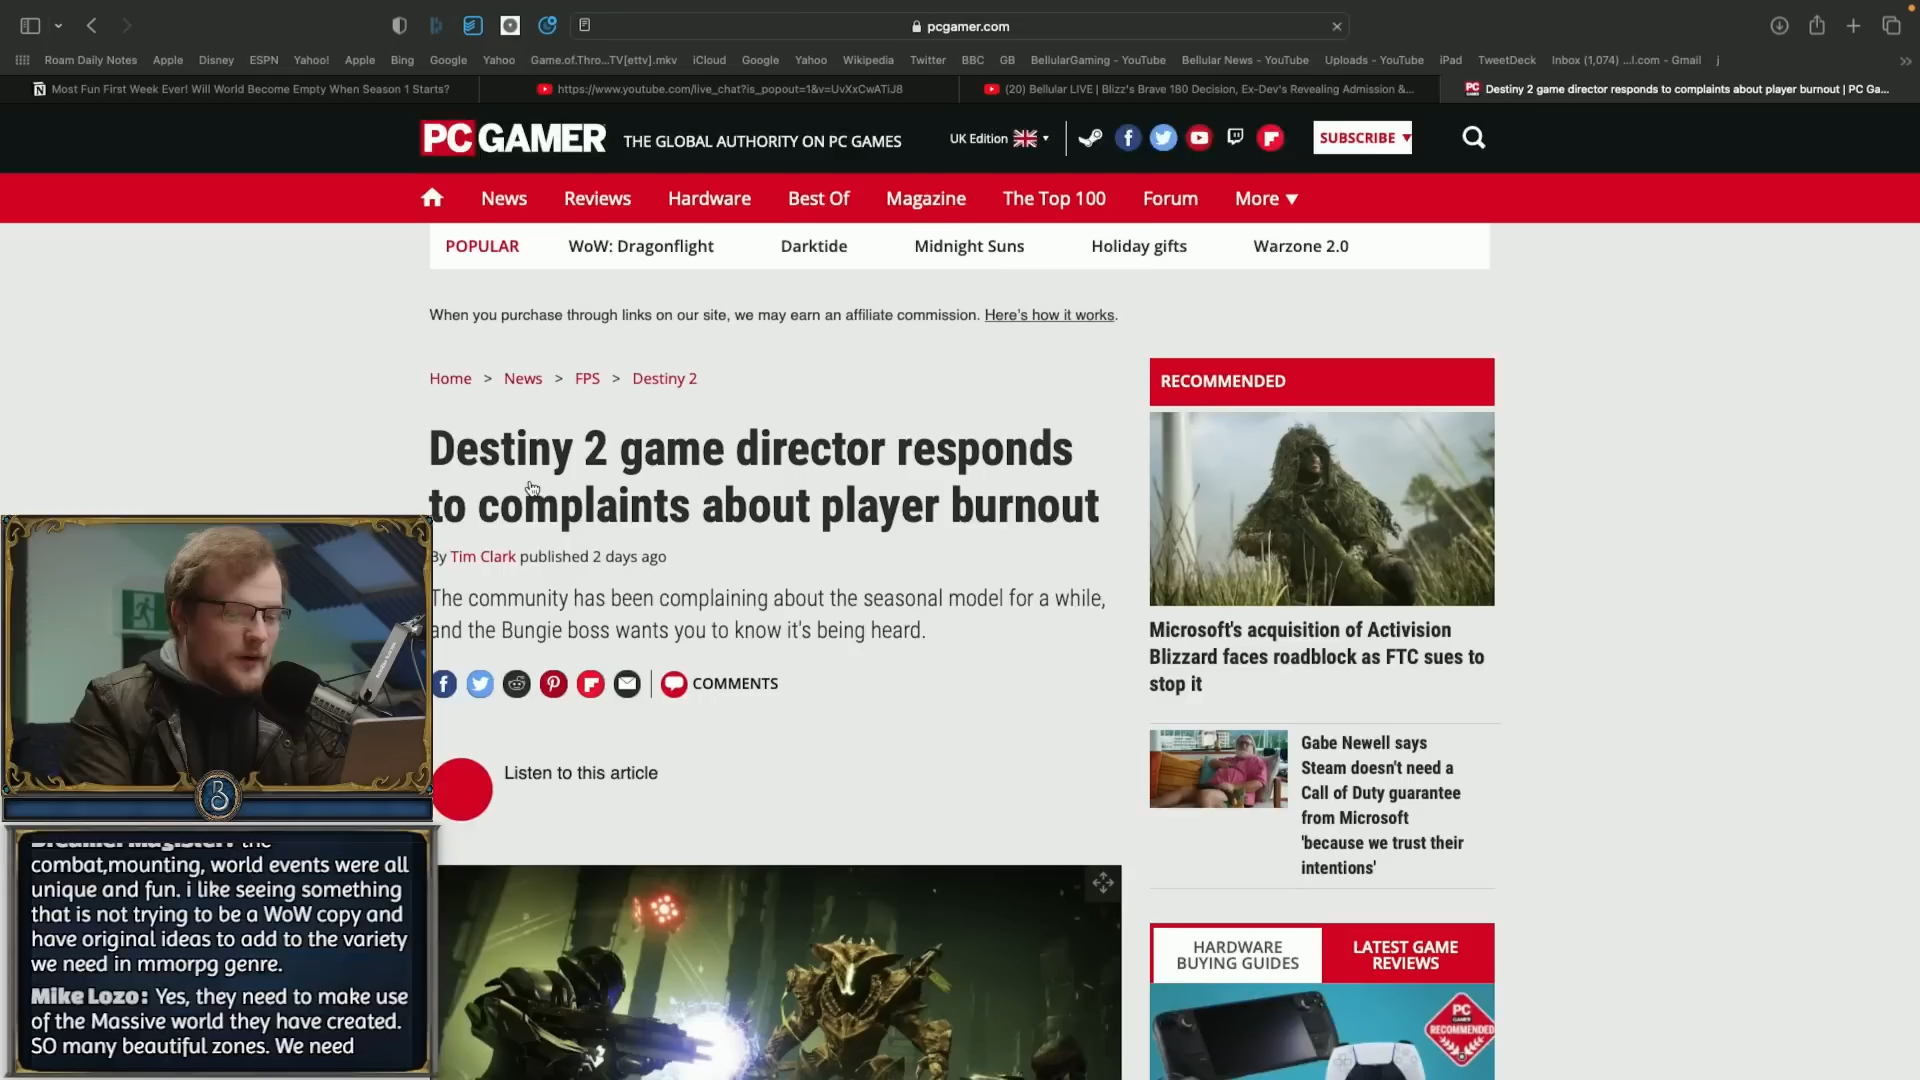 pcgamer.com
Roam Daily Notes Apple Disney ESPN Yahoo! Apple Bing Google Yahoo Game.of.Thro...TV[ettv].mkv iCloud Google Yahoo Wikipedia Twitter BBC GB BellularGaming - YouTube Bellular News - YouTube Uploads - YouTube iPad TweetDeck Inbox (1,074) ...l.com - Gmail j
Most Fun First Week Ever! Will World Become Empty When Season 1 Starts?
https://www.youtube.com/live_chat?is_popout=1&v=UvXxCwATiJ8
(20) Bellular LIVE | Blizz's Brave 180 Decision, Ex-Dev's Revealing Admission &...
Destiny 2 game director responds to complaints about player burnout | PC Ga...
PC GAMER THE GLOBAL AUTHORITY ON PC GAMES UK Edition SUBSCRIBE
News Reviews Hardware Best Of Magazine The Top 100 Forum More
POPULAR WoW: Dragonflight Darktide Midnight Suns Holiday gifts Warzone 2.0
When you purchase through links on our site, we may earn an affiliate commission. Here's how it works.
Home > News > FPS > Destiny 2
Destiny 2 game director responds
to complaints about player burnout
By Tim Clark published 2 days ago
The community has been complaining about the seasonal model for a while,
and the Bungie boss wants you to know it's being heard.
COMMENTS
Listen to this article
RECOMMENDED
Microsoft's acquisition of Activision
Blizzard faces roadblock as FTC sues to
stop it
Gabe Newell says
Steam doesn't need a
Call of Duty guarantee
from Microsoft
'because we trust their
intentions'
HARDWARE
BUYING GUIDES
LATEST GAME
REVIEWS
PC
GAMER
RECOMMENDED
B
the
combat,mounting, world events were all
unique and fun. i like seeing something
that is not trying to be a WoW copy and
have original ideas to add to the variety
we need in mmorpg genre.
Mike Lozo: Yes, they need to make use
of the Massive world they have created.
SO many beautiful zones. We need